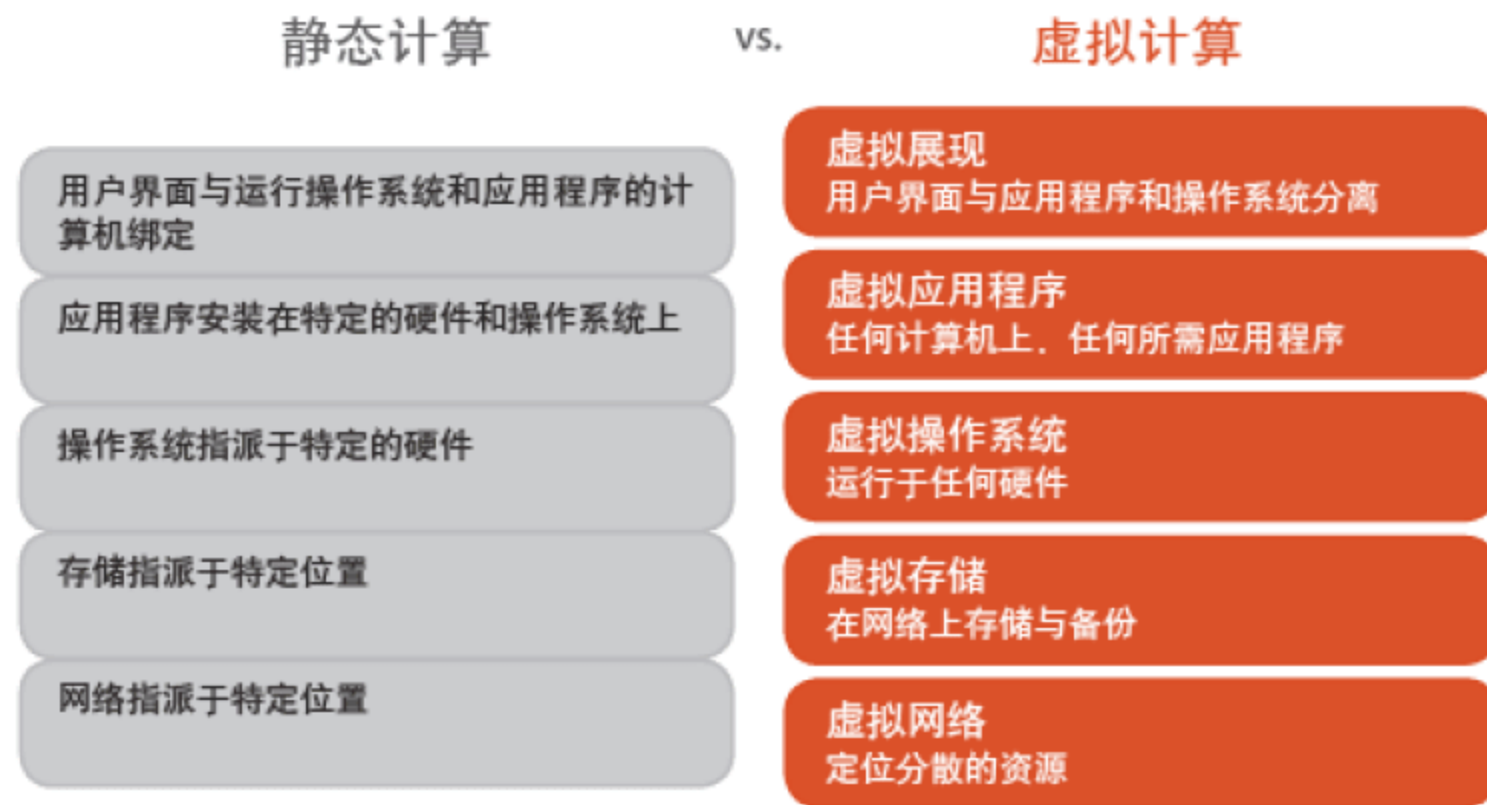 静态计算
vs.
虚拟计算
用户界面与运行操作系统和应用程序的计
算机绑定
应用程序安装在特定的硬件和操作系统上
操作系统指派于特定的硬件
存储指派于特定位置
网络指派于特定位置
虚拟展现
用户界面与应用程序和操作系统分离
虚拟应用程序
任何计算机上．任何所需应用程序
虚拟操作系统
运行于任何硬件
虚拟存储
在网络上存储与备份
虚拟网络
定位分散的资源